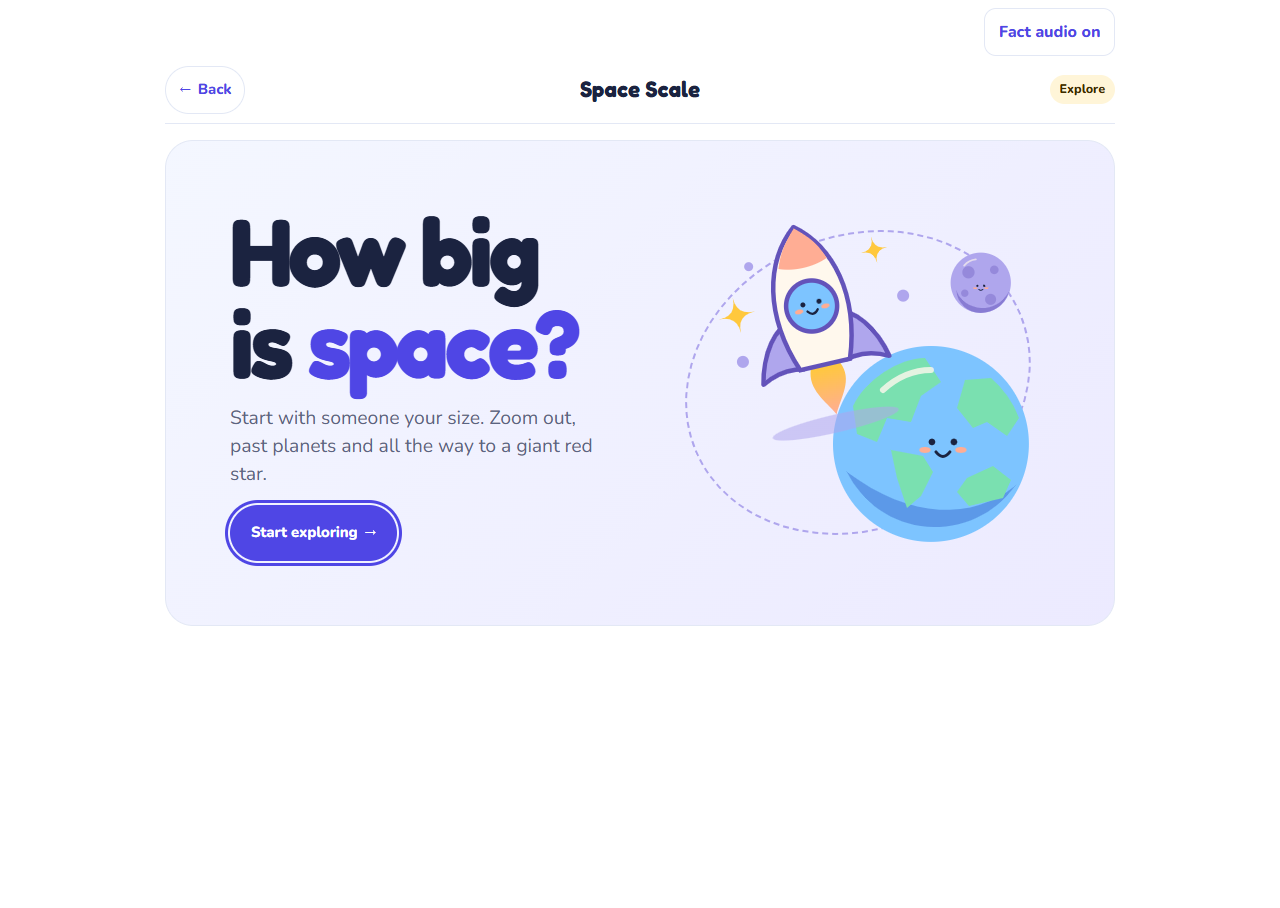 Fact audio on
← Back
Space Scale
Explore
How big
is space?
Start with someone your size. Zoom out,
past planets and all the way to a giant red
star.
Start exploring →